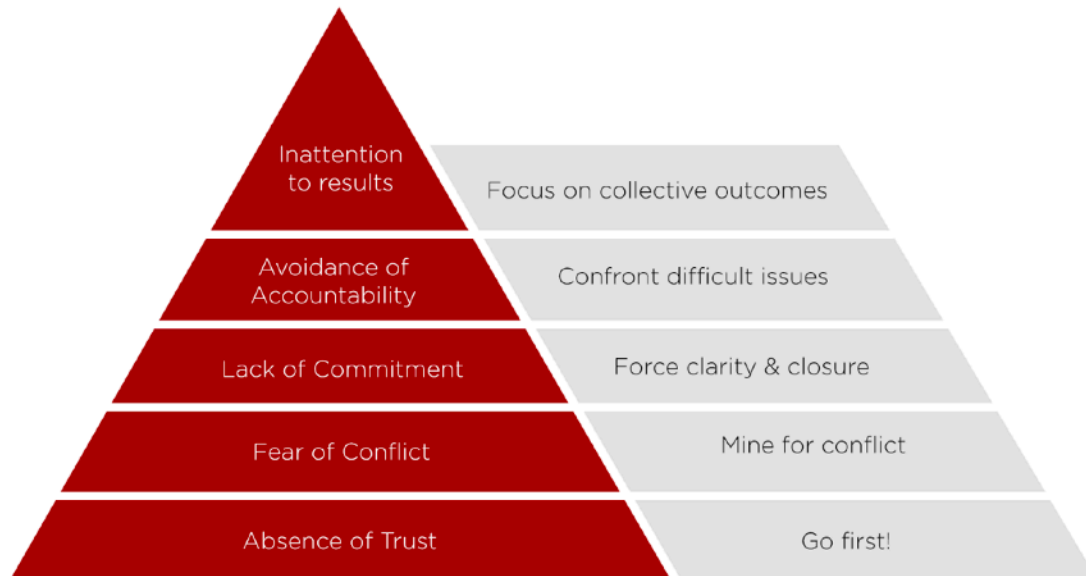 Inattention
to results
Focus on collective outcomes
Avoidance of
Accountability
Confront difficult issues
Lack of Commitment
Force clarity & closure
Fear of Conflict
Mine for conflict
Absence of Trust
Go first!